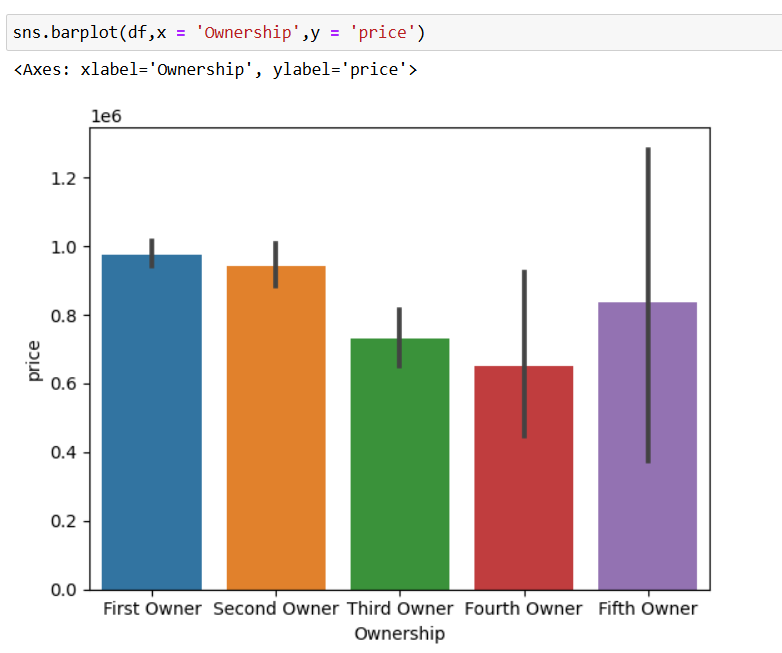 sns.barplot(df,x = 'Ownership',y = 'price')
<Axes: xlabel='Ownership', ylabel='price'>
1e6
1.2
1.0
0.8
0.6
0.4
0.2
0.0
price
First Owner Second Owner Third Owner Fourth Owner Fifth Owner
Ownership